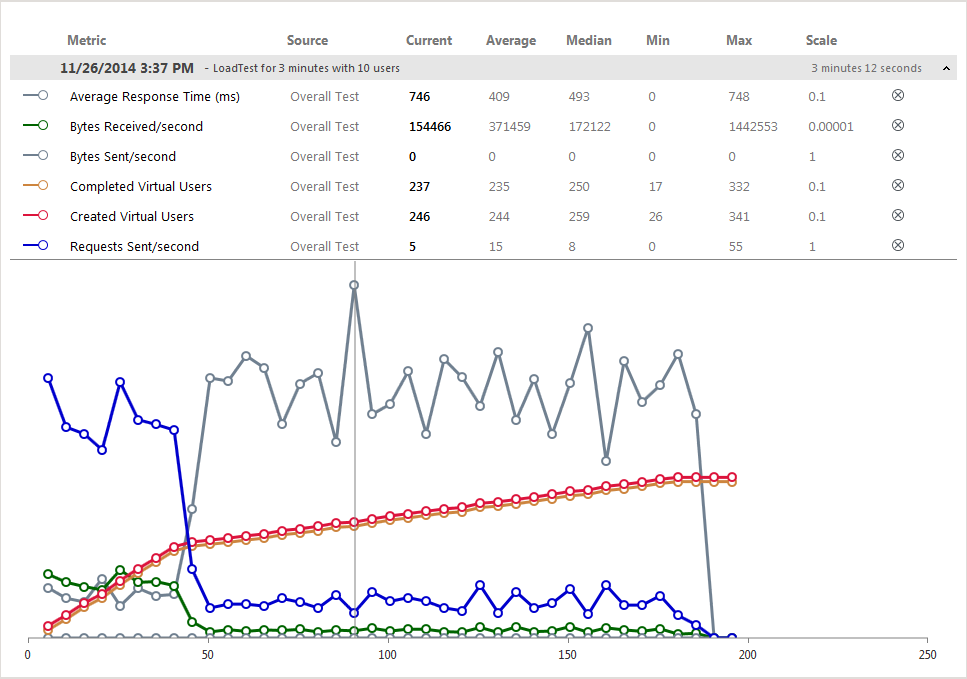 Metric Source Current Average Median Min Max Scale
11/26/2014 3:37 PM - LoadTest for 3 minutes with 10 users 3 minutes 12 seconds
Average Response Time (ms) Overall Test 746 409 493 0 748 0.1
Bytes Received/second Overall Test 154466 371459 172122 0 1442553 0.00001
Bytes Sent/second Overall Test 0 0 0 0 0 1
Completed Virtual Users Overall Test 237 235 250 17 332 0.1
Created Virtual Users Overall Test 246 244 259 26 341 0.1
Requests Sent/second Overall Test 5 15 8 0 55 1
0 50 100 150 200 250